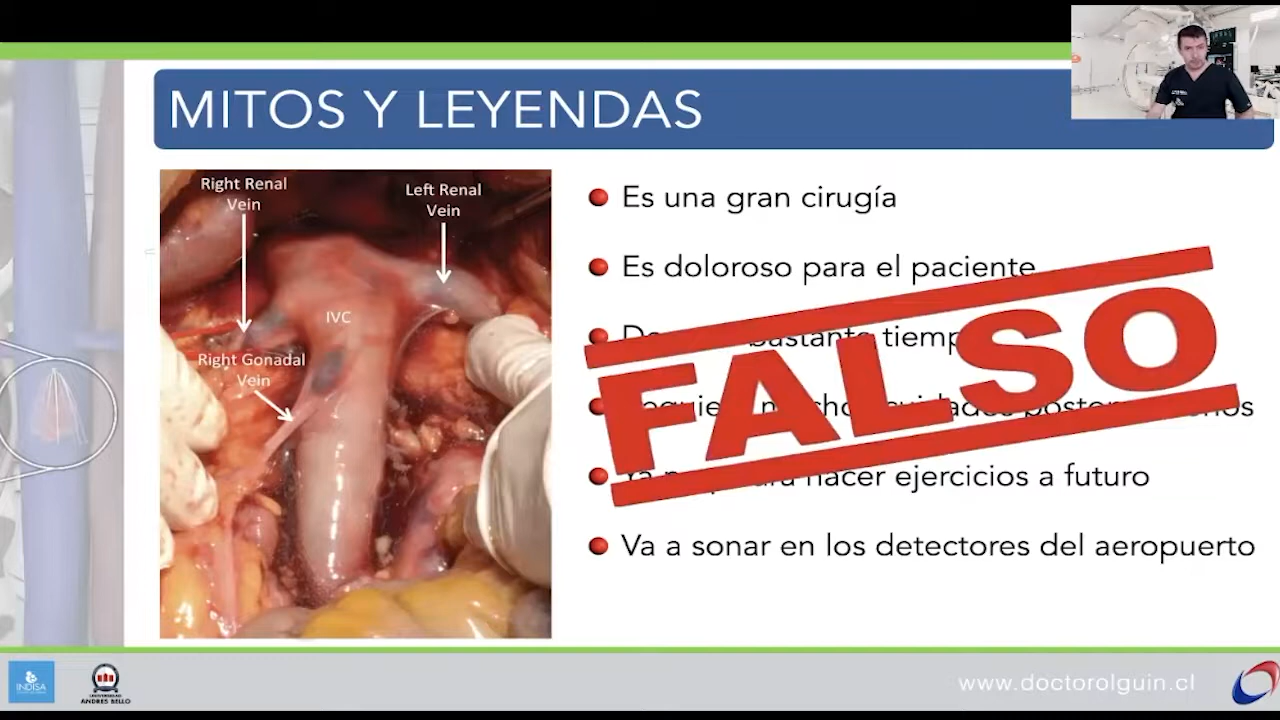 MITOS Y LEYENDAS
Right Renal
Vein
Left Renal
Vein
IVC
Right Gonadal
Vein
Es una gran cirugía
Es doloroso para el paciente
FALSO
hacer ejercicios a futuro
Va a sonar en los detectores del aeropuerto
INDISA
UNIVERSIDAD
ANDRES BELLO
www.doctorolguin.cl